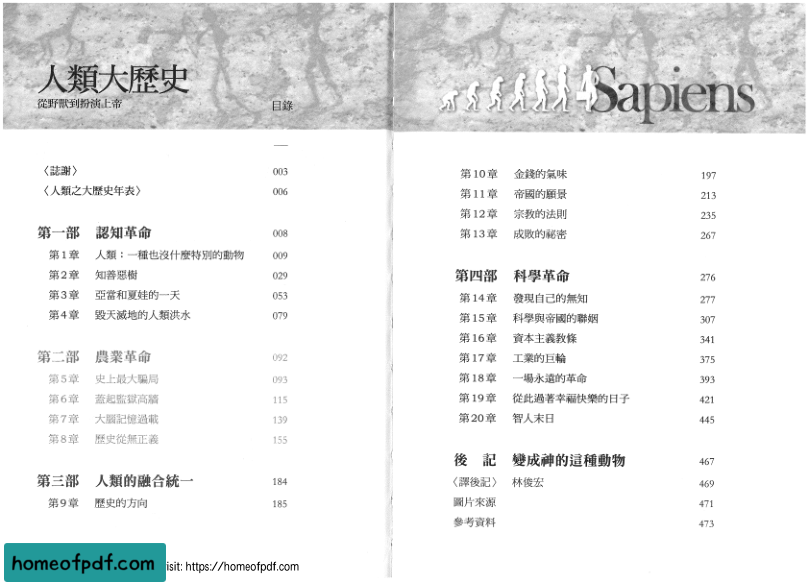 人類大歷史
從野獸到扮演上帝
目錄
〈誌謝〉 003
〈人類之大歷史年表〉 006
第一部 認知革命 008
第1章 人類：一種也沒什麼特別的動物 009
第2章 知善惡樹 029
第3章 亞當和夏娃的一天 053
第4章 毀天滅地的人類洪水 079
第二部 農業革命 092
第5章 史上最大騙局 093
第6章 蓋起監獄高牆 115
第7章 大腦記憶過載 139
第8章 歷史從無正義 155
第三部 人類的融合統一 184
第9章 歷史的方向 185
Sapiens
第10章 金錢的氣味 197
第11章 帝國的願景 213
第12章 宗教的法則 235
第13章 成敗的祕密 267
第四部 科學革命 276
第14章 發現自己的無知 277
第15章 科學與帝國的聯姻 307
第16章 資本主義教條 341
第17章 工業的巨輪 375
第18章 一場永遠的革命 393
第19章 從此過著幸福快樂的日子 421
第20章 智人末日 445
後記 變成神的這種動物 467
〈譯後記〉 林俊宏 469
圖片來源 471
參考資料 473
homeofpdf.com
isit: https://homeofpdf.com